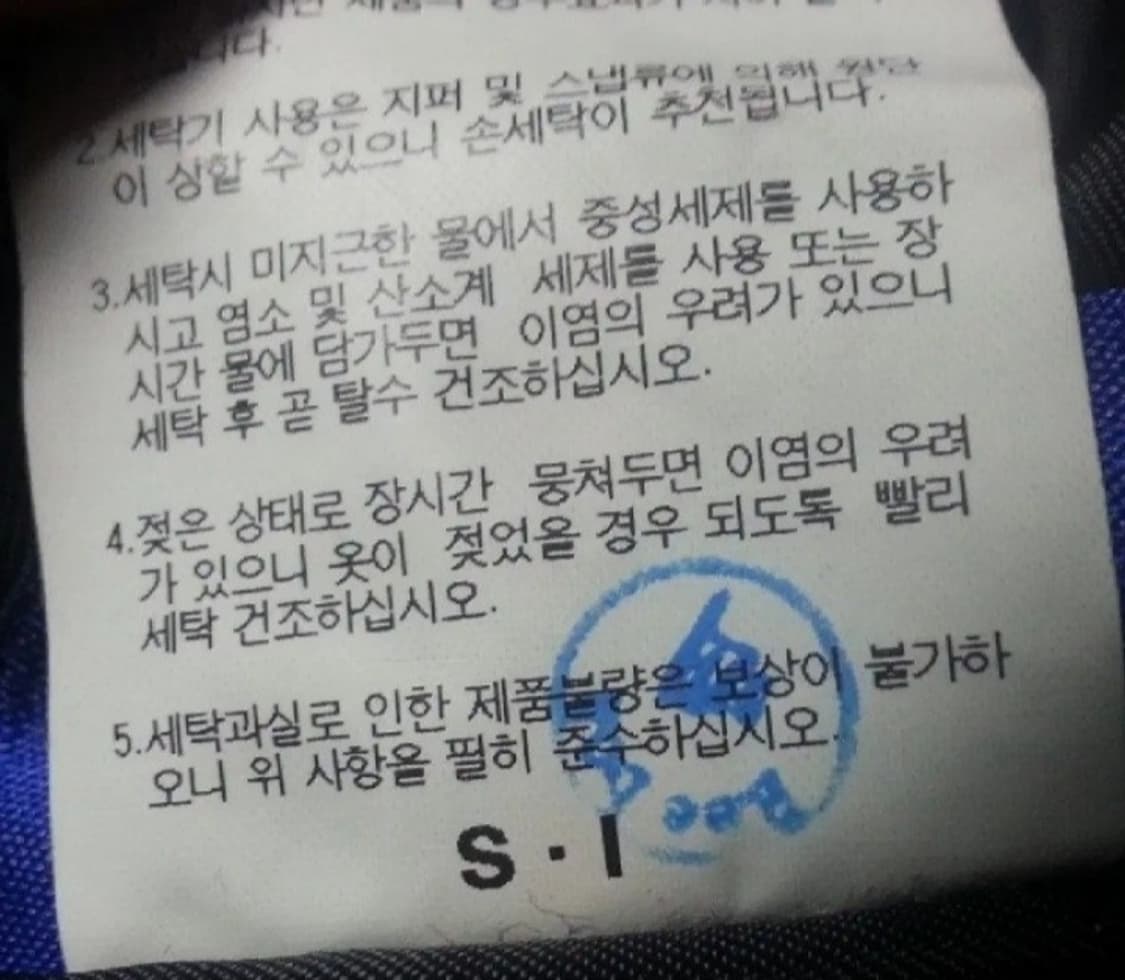 니다.
2.세탁기 사용은 지퍼 및 스냅류에 의해 원단
이 상할 수 있으니 손세탁이 추천됩니다.
3.세탁시 미지근한 물에서 중성세제를 사용하
시고 염소 및 산소계 세제를 사용 또는 장
시간 물에 담가두면 이염의 우려가 있으니
세탁 후 곧 탈수 건조하십시오.
4.젖은 상태로 장시간 뭉쳐두면 이염의 우려
가 있으니 옷이 젖었을 경우 되도록 빨리
세탁 건조하십시오.
5.세탁과실로 인한 제품불량은 보상이 불가하
오니 위 사항을 필히 준수하십시오.
S·I